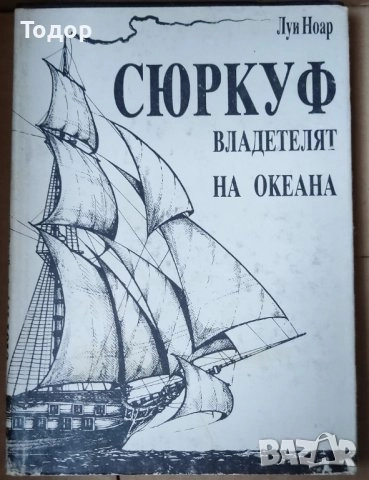 Тодор
Луи Ноар
СЮРКУФ
ВЛАДЕТЕЛЯТ
НА ОКЕАНА
BAZAR